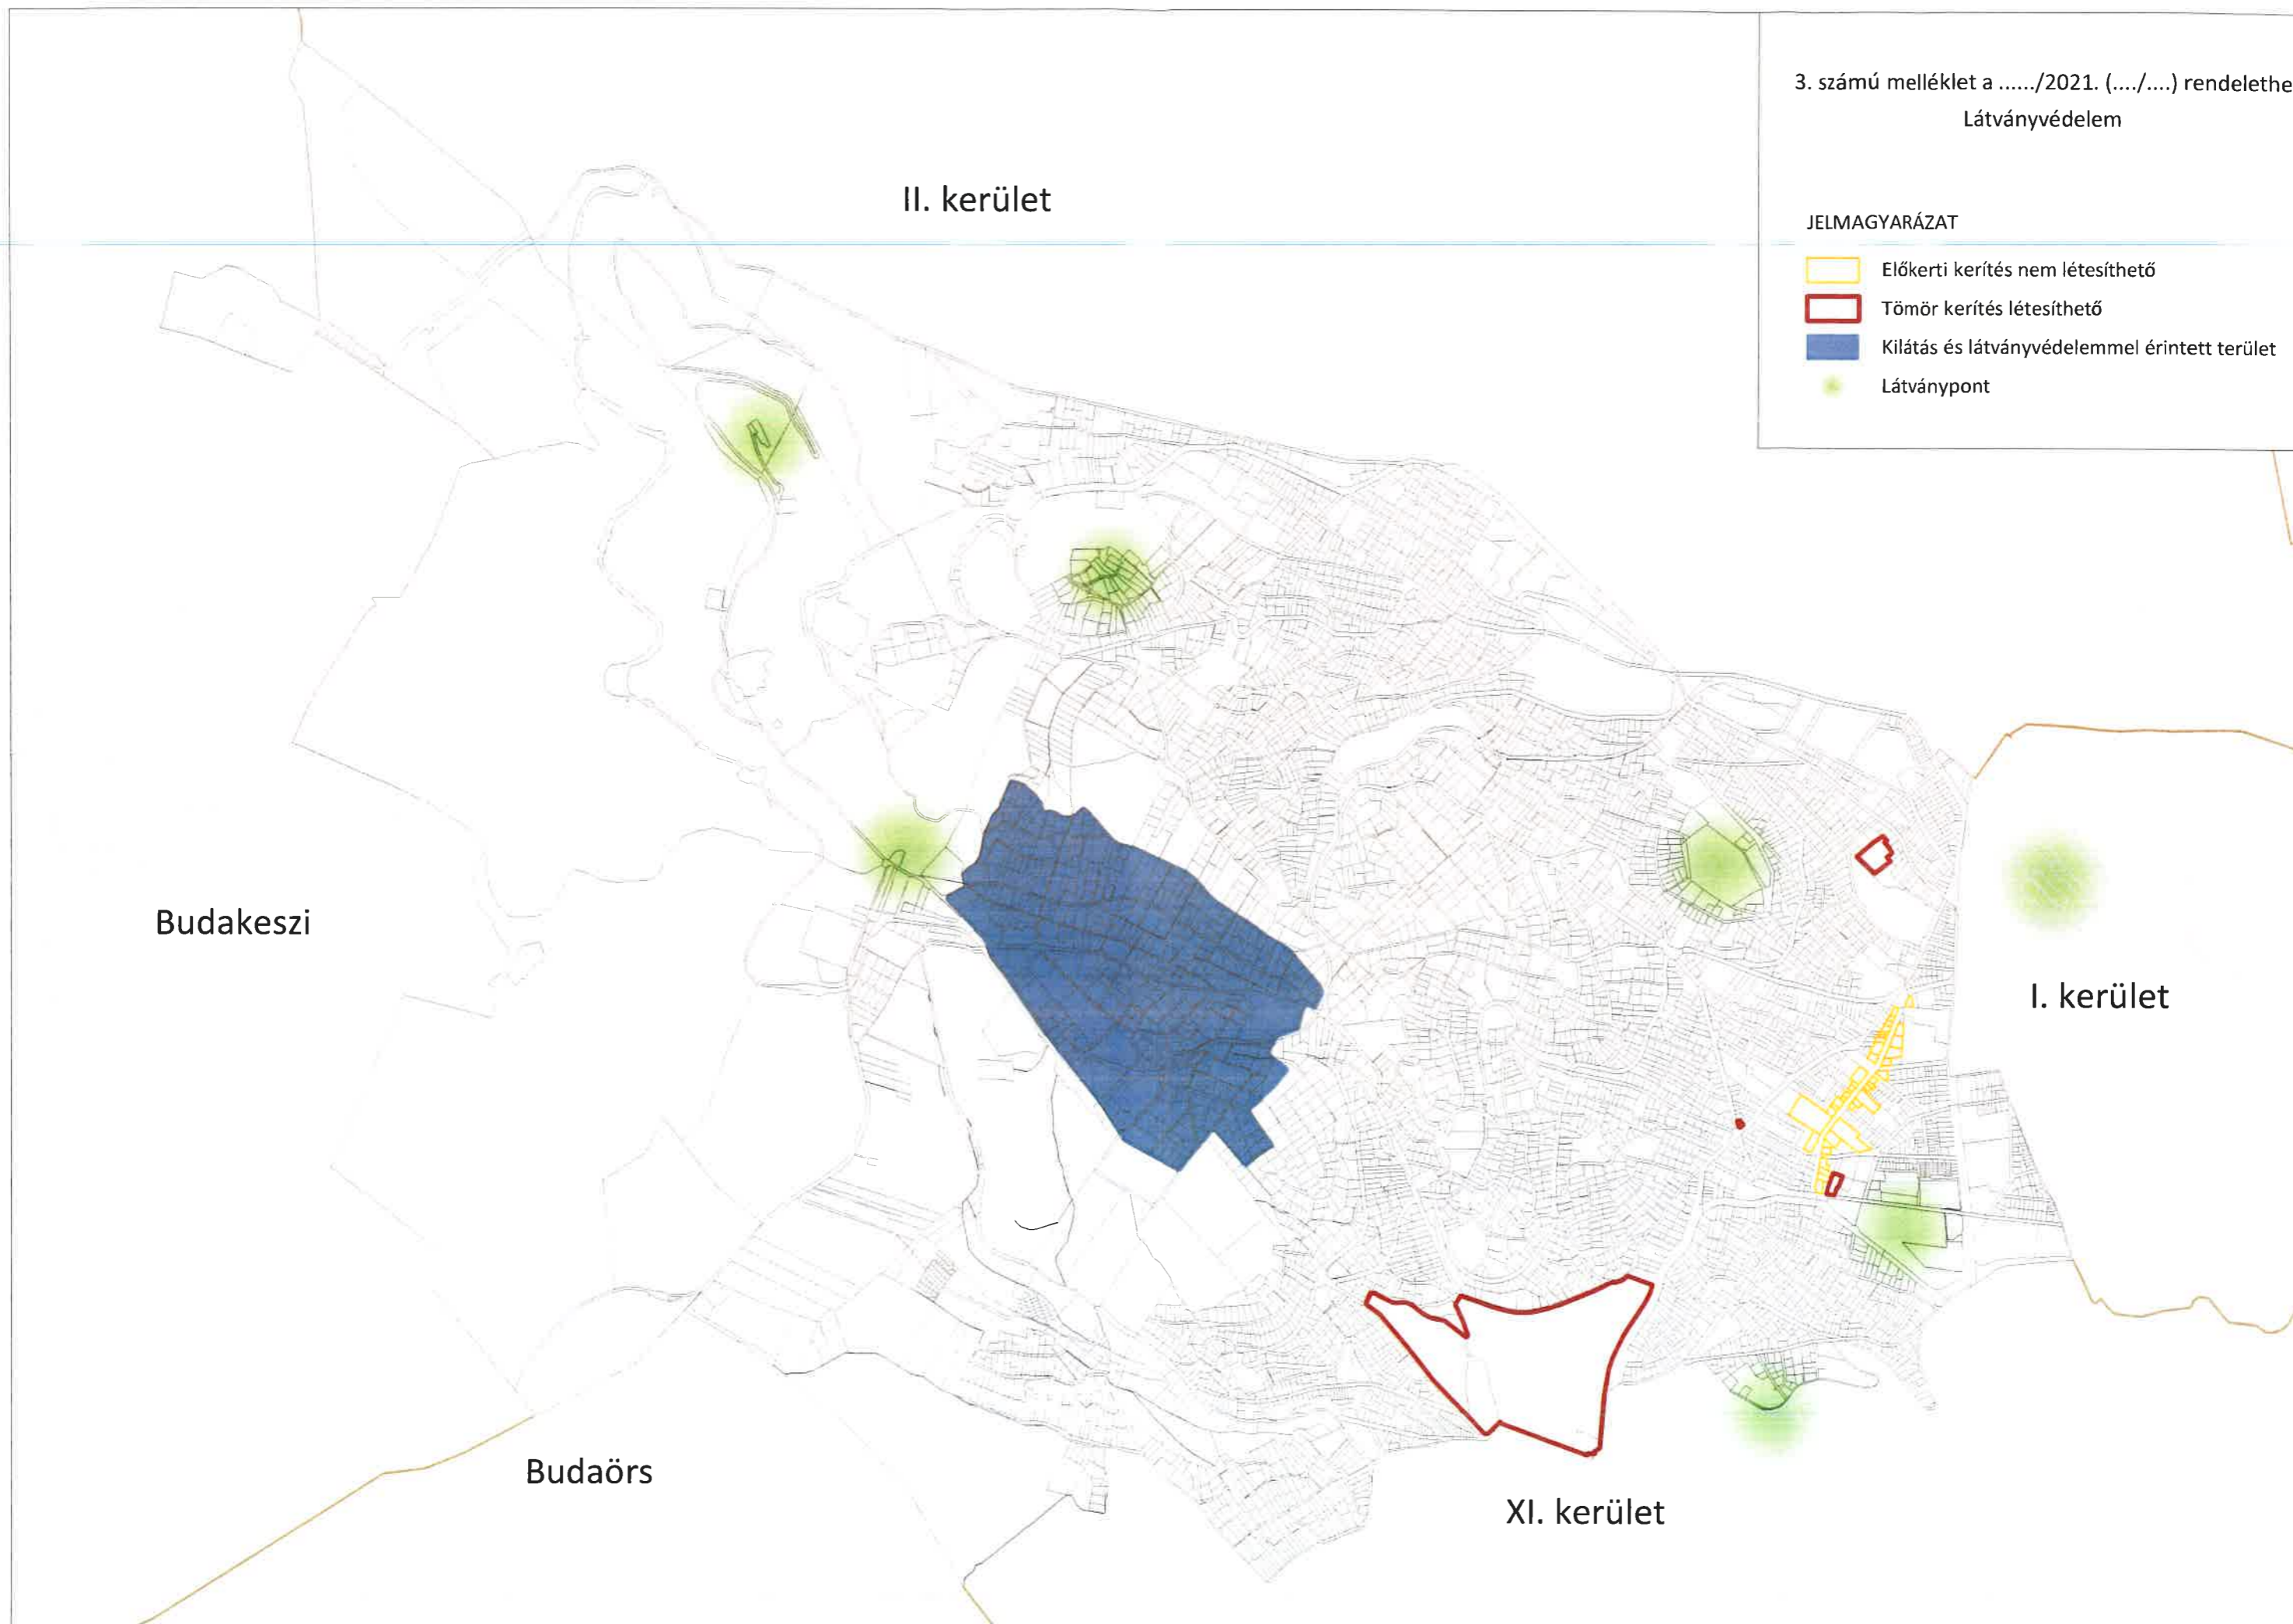 3. számú melléklet a ....../2021. (..../....) rendelethe
Látványvédelem
II. kerület
JELMAGYARÁZAT
Előkerti kerítés nem létesíthető
Tömör kerítés létesíthető
Kilátás és látványvédelemmel érintett terület
Látványpont
Budakeszi
I. kerület
Budaörs
XI. kerület